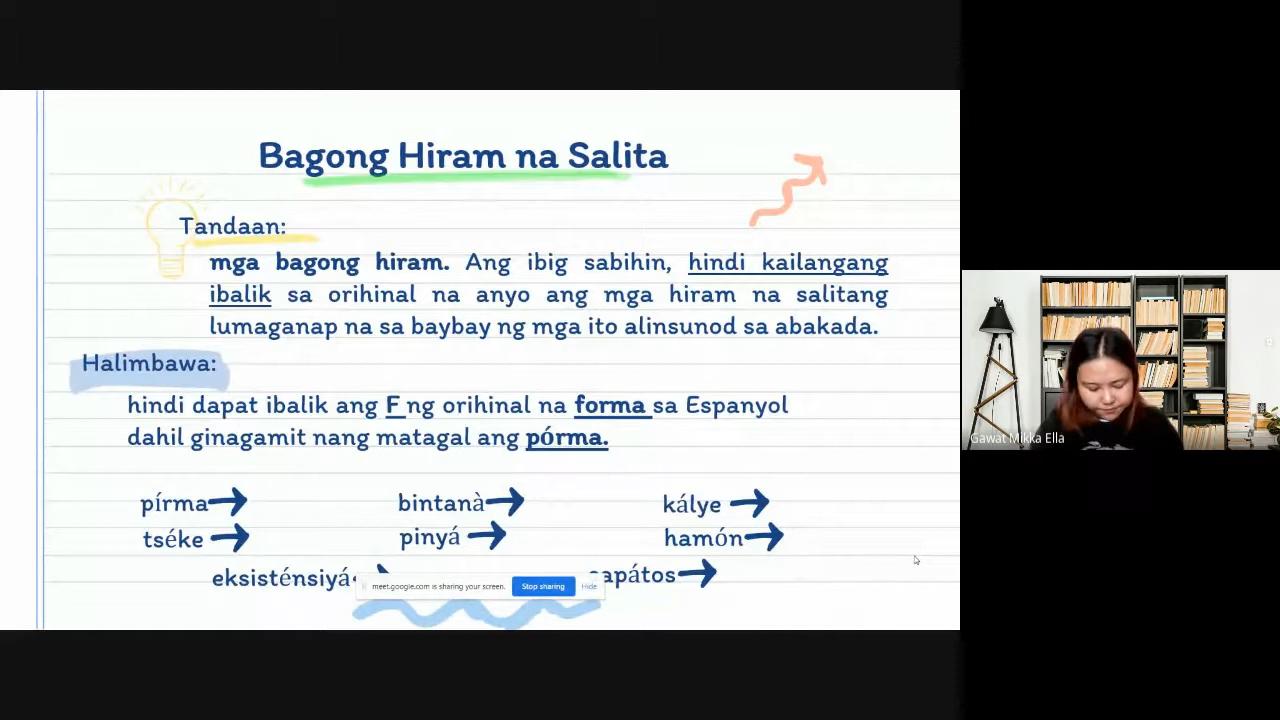 Bagong Hiram na Salita
Tandaan:
mga bagong hiram. Ang ibig sabihin, hindi kailangang
ibalik sa orihinal na anyo ang mga hiram na salitang
lumaganap na sa baybay ng mga ito alinsunod sa abakada.
Halimbawa:
hindi dapat ibalik ang F ng orihinal na forma sa Espanyol
dahil ginagamit nang matagal ang pórma.
pírma bintanà kálye
tséke pinyá hamón
eksisténsiyá sapátos
meet.google.com is sharing your screen. Stop sharing Hide
Gawat Mikka Ella